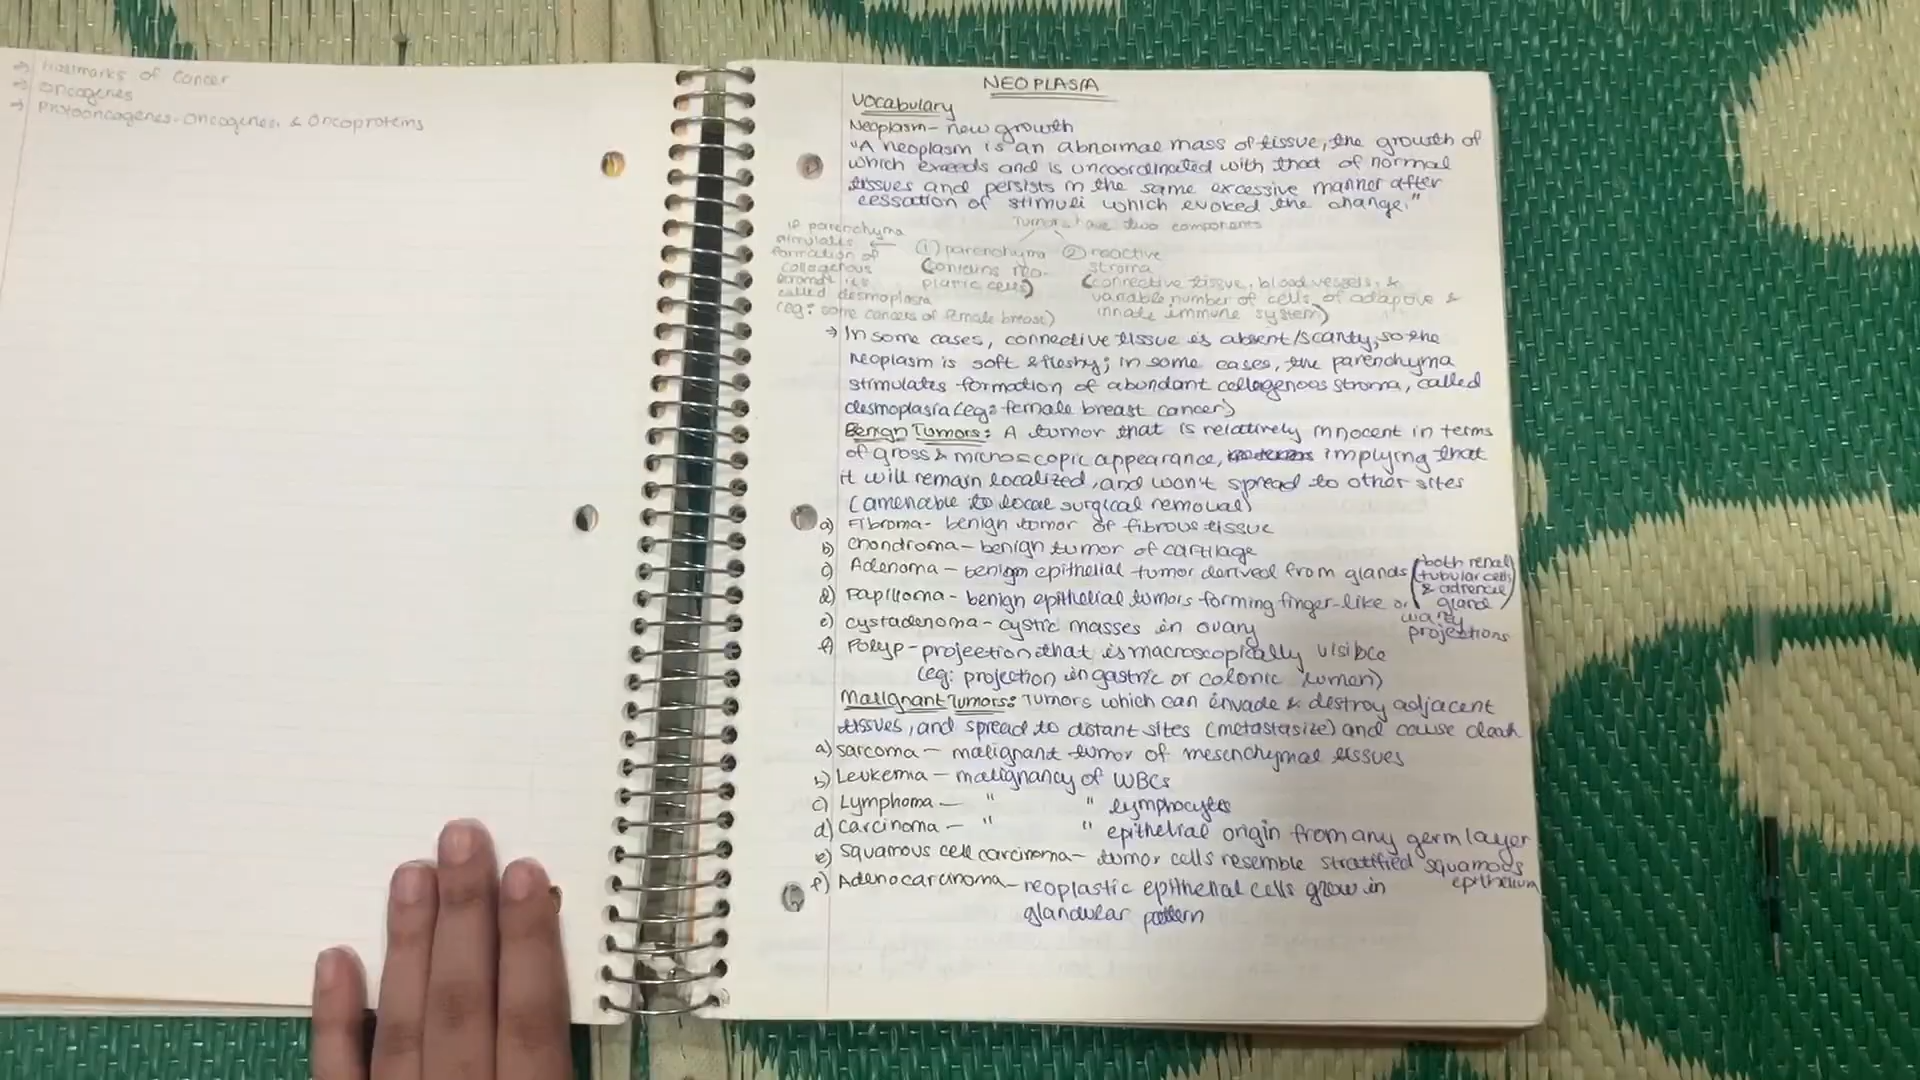 → Hallmarks of Cancer
→ Oncogenes
→ Protooncogenes, Oncogenes, & Oncoproteins
NEOPLASIA
Vocabulary
Neoplasm - new growth
"A neoplasm is an abnormal mass of tissue, the growth of
which exceeds and is uncoordinated with that of normal
tissues and persists in the same excessive manner after
cessation of stimuli which evoked the change."
Tumors have two components
if parenchyma
stimulates ←
formation of
collagenous
stroma it is
called desmoplasia
(eg: some cancers of female breast)
(1) parenchyma
(contains neo-
plastic cells)
(2) reactive
stroma
(connective tissue, blood vessels, &
variable number of cells of adaptive &
innate immune system)
→ In some cases, connective tissue is absent/scanty, so the
neoplasm is soft & fleshy; in some cases, the parenchyma
stimulates formation of abundant collagenous stroma, called
desmoplasia (eg: female breast cancer)
Benign Tumors: A tumor that is relatively innocent in terms
of gross & microscopic appearance, implying that
it will remain localized, and won't spread to other sites
(amenable to local surgical removal)
a) Fibroma - benign tumor of fibrous tissue
b) Chondroma - benign tumor of cartilage
c) Adenoma - benign epithelial tumor derived from glands (both renal
tubular cells
& adrenal
gland)
d) Papilloma - benign epithelial tumors forming finger-like or
warty
projections
e) cystadenoma - cystic masses in ovary
f) Polyp - projection that is macroscopically visible
(eg: projection in gastric or colonic lumen)
Malignant Tumors: Tumors which can invade & destroy adjacent
tissues, and spread to distant sites (metastasize) and cause death
a) Sarcoma - malignant tumor of mesenchymal tissues
b) Leukemia - malignancy of WBCs
c) Lymphoma - " " lymphocytes
d) Carcinoma - " " epithelial origin from any germ layer
e) Squamous cell carcinoma - tumor cells resemble stratified squamous
epithelium
f) Adenocarcinoma - neoplastic epithelial cells grow in
glandular pattern